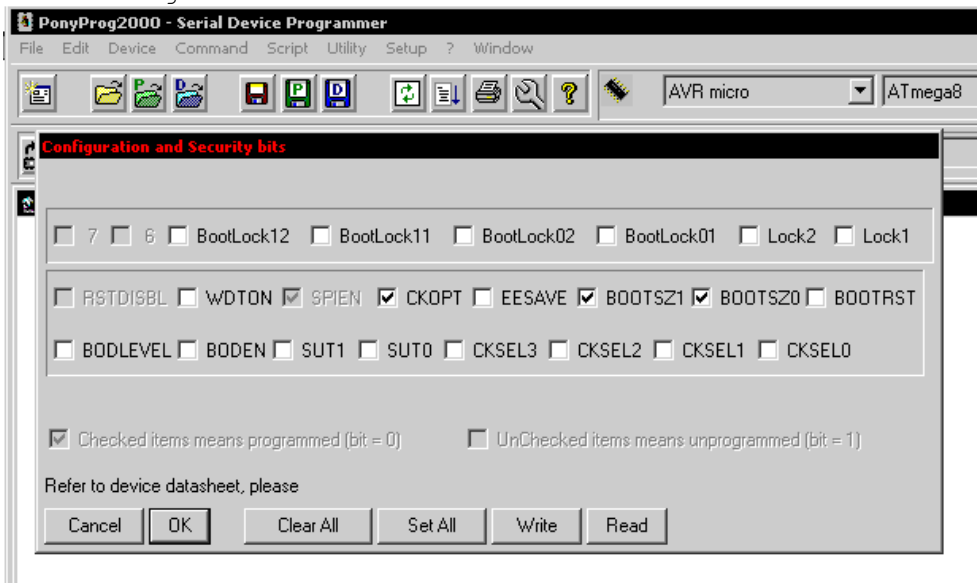 PonyProg2000 - Serial Device Programmer
File Edit Device Command Script Utility Setup ? Window
AVR micro ATmega8
Configuration and Security bits
7 6 BootLock12 BootLock11 BootLock02 BootLock01 Lock2 Lock1
RSTDISBL WDTON SPIEN CKOPT EESAVE BOOTSZ1 BOOTSZ0 BOOTRST
BODLEVEL BODEN SUT1 SUT0 CKSEL3 CKSEL2 CKSEL1 CKSEL0
Checked items means programmed (bit = 0) UnChecked items means unprogrammed (bit = 1)
Refer to device datasheet, please
Cancel OK Clear All Set All Write Read